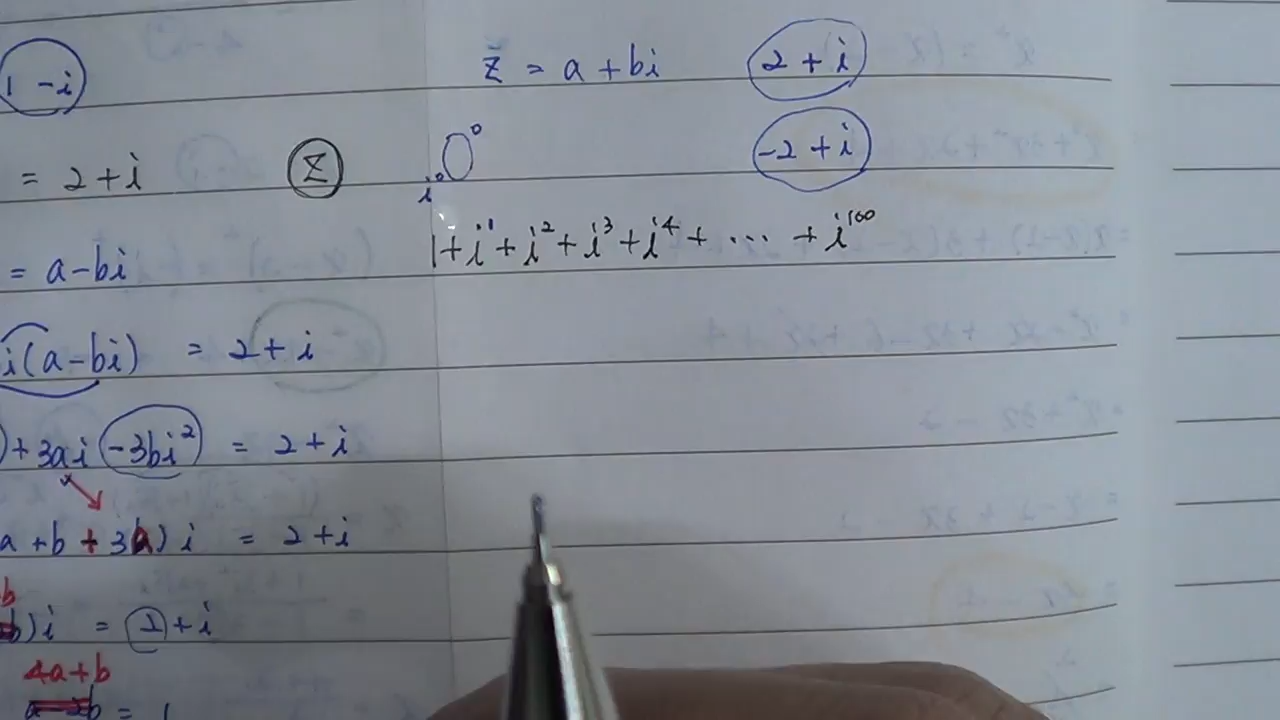 1 - i
= 2 + i
z
= a - bi
i(a - bi) = 2 + i
) + 3ai - 3bi² = 2 + i
a + b + 3a) i = 2 + i
b
) i = 2 + i
4a + b
= 1
z̄ = a + bi
2 + i
-2 + i
1 + i¹ + i² + i³ + i⁴ + ... + i¹⁰⁰